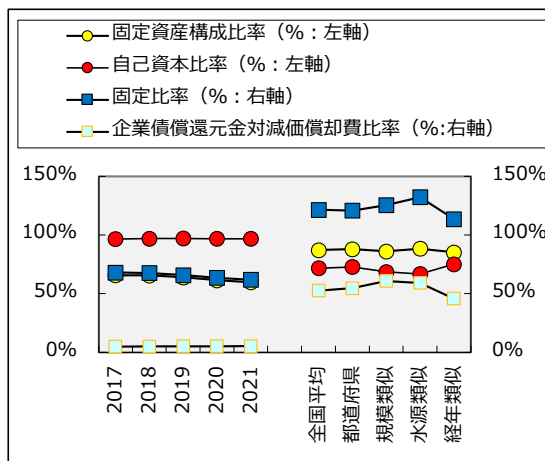 固定資産構成比率（%：左軸）
自己資本比率（%：左軸）
固定比率（%：右軸）
企業債償還元金対減価償却費比率（%:右軸）
150% 150%
100% 100%
50% 50%
0% 0%
2017 2018 2019 2020 2021 全国平均 都道府県 規模類似 水源類似 経年類似